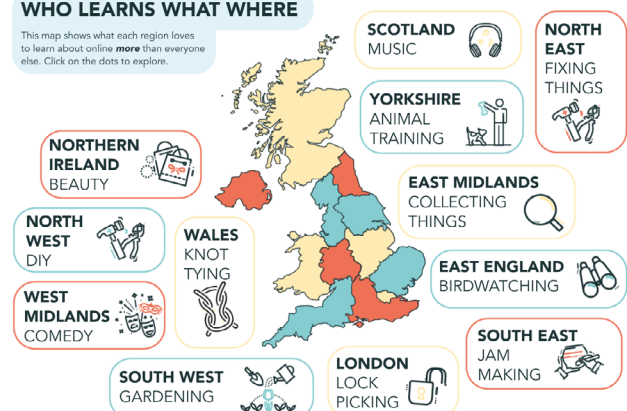 WHO LEARNS WHAT WHERE
This map shows what each region loves
to learn about online more than everyone
else. Click on the dots to explore.
SCOTLAND
MUSIC
NORTH
EAST
FIXING
THINGS
YORKSHIRE
ANIMAL
TRAINING
NORTHERN
IRELAND
BEAUTY
EAST MIDLANDS
COLLECTING
THINGS
NORTH
WEST
DIY
WALES
KNOT
TYING
EAST ENGLAND
BIRDWATCHING
WEST
MIDLANDS
COMEDY
SOUTH EAST
JAM
MAKING
SOUTH WEST
GARDENING
LONDON
LOCK
PICKING